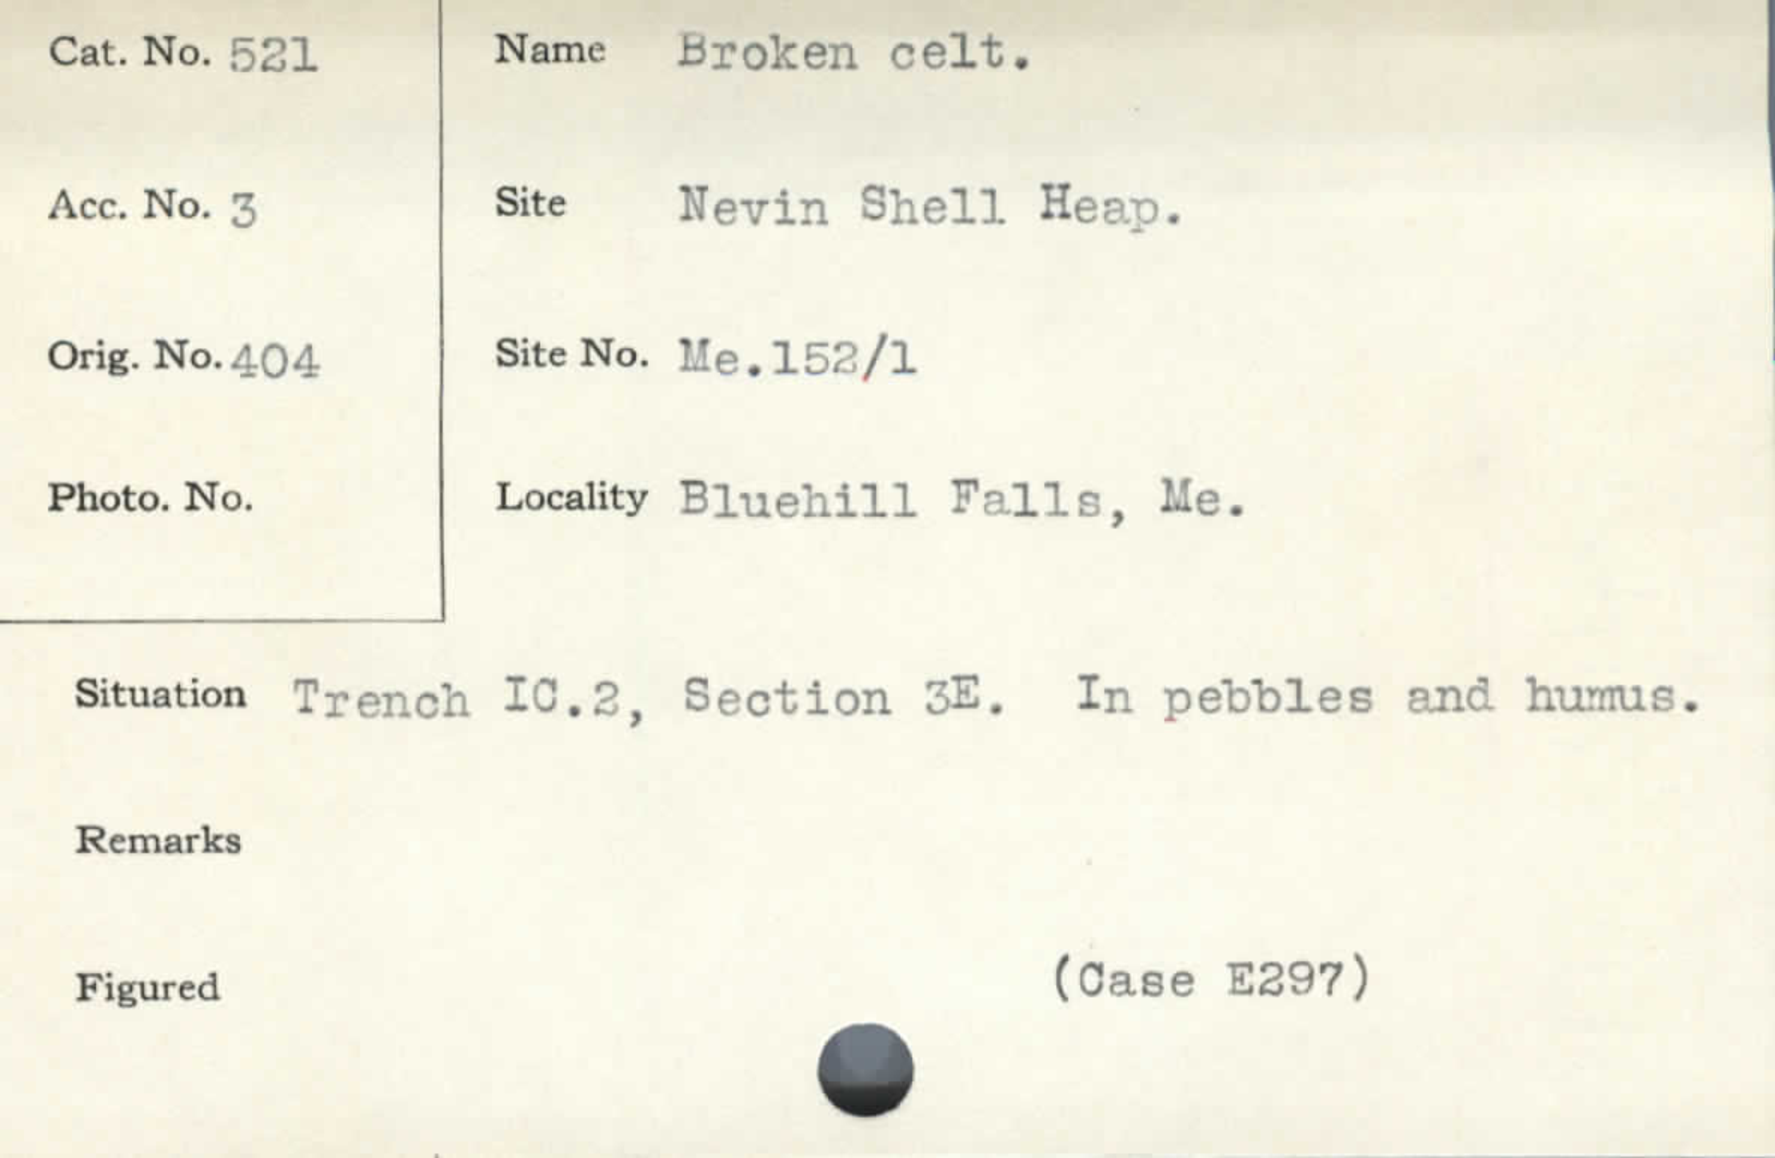 Cat. No. 521
Name Broken celt.
Acc. No. 3
Site Nevin Shell Heap.
Orig. No. 404
Site No. Me.152/1
Photo. No.
Locality Bluehill Falls, Me.
Situation Trench IC.2, Section 3E. In pebbles and humus.
Remarks
Figured
(Case E297)